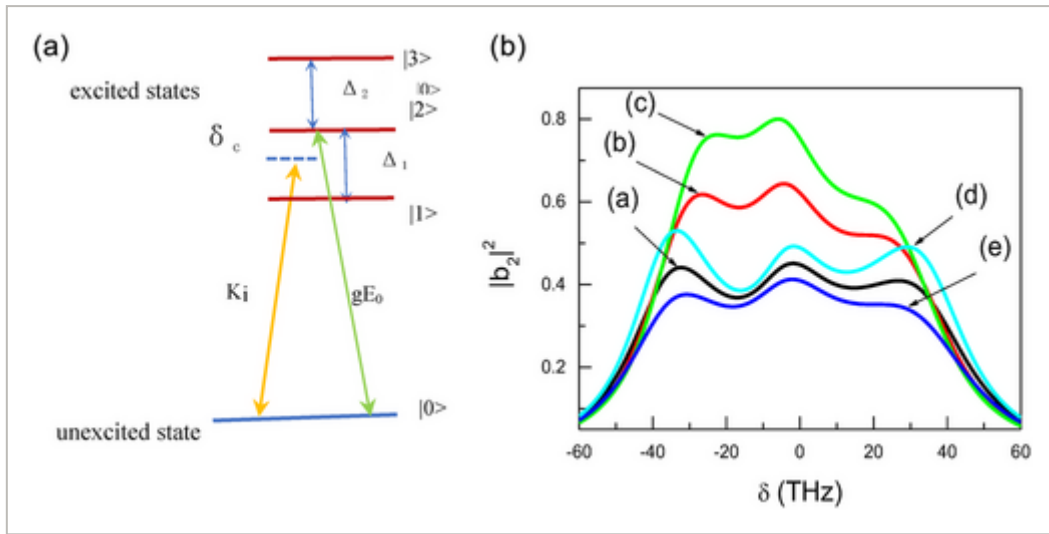 (a)
|3>
excited states
Δ 2
|0>
|2>
δ c
Δ 1
|1>
Ki
gE0
|0>
unexcited state
(b)
|b2|2
0.8
0.6
0.4
0.2
(c)
(b)
(a)
(d)
(e)
-60 -40 -20 0 20 40 60
δ (THz)